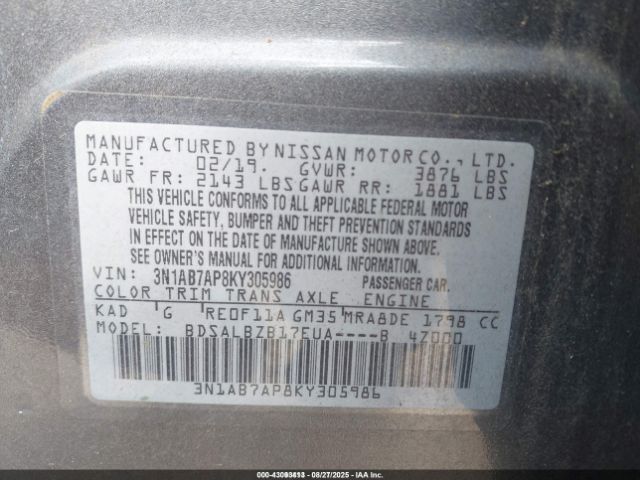 MANUFACTURED BY NISSAN MOTOR CO., LTD.
DATE: 02/19. GVWR: 3876 LBS
GAWR FR: 2143 LBS GAWR RR: 1881 LBS
THIS VEHICLE CONFORMS TO ALL APPLICABLE FEDERAL MOTOR
VEHICLE SAFETY, BUMPER AND THEFT PREVENTION STANDARDS
IN EFFECT ON THE DATE OF MANUFACTURE SHOWN ABOVE.
SEE OWNER'S MANUAL FOR ADDITIONAL INFORMATION.
VIN: 3N1AB7AP8KY305986 PASSENGER CAR.
COLOR TRIM TRANS AXLE ENGINE
KAD G RE0F11A GM35 MRA8DE 1798 CC
MODEL: BDSALBZB17EUA----B 4Z000
3N1AB7AP8KY305986
| 08/27/2025 | IAA Inc.